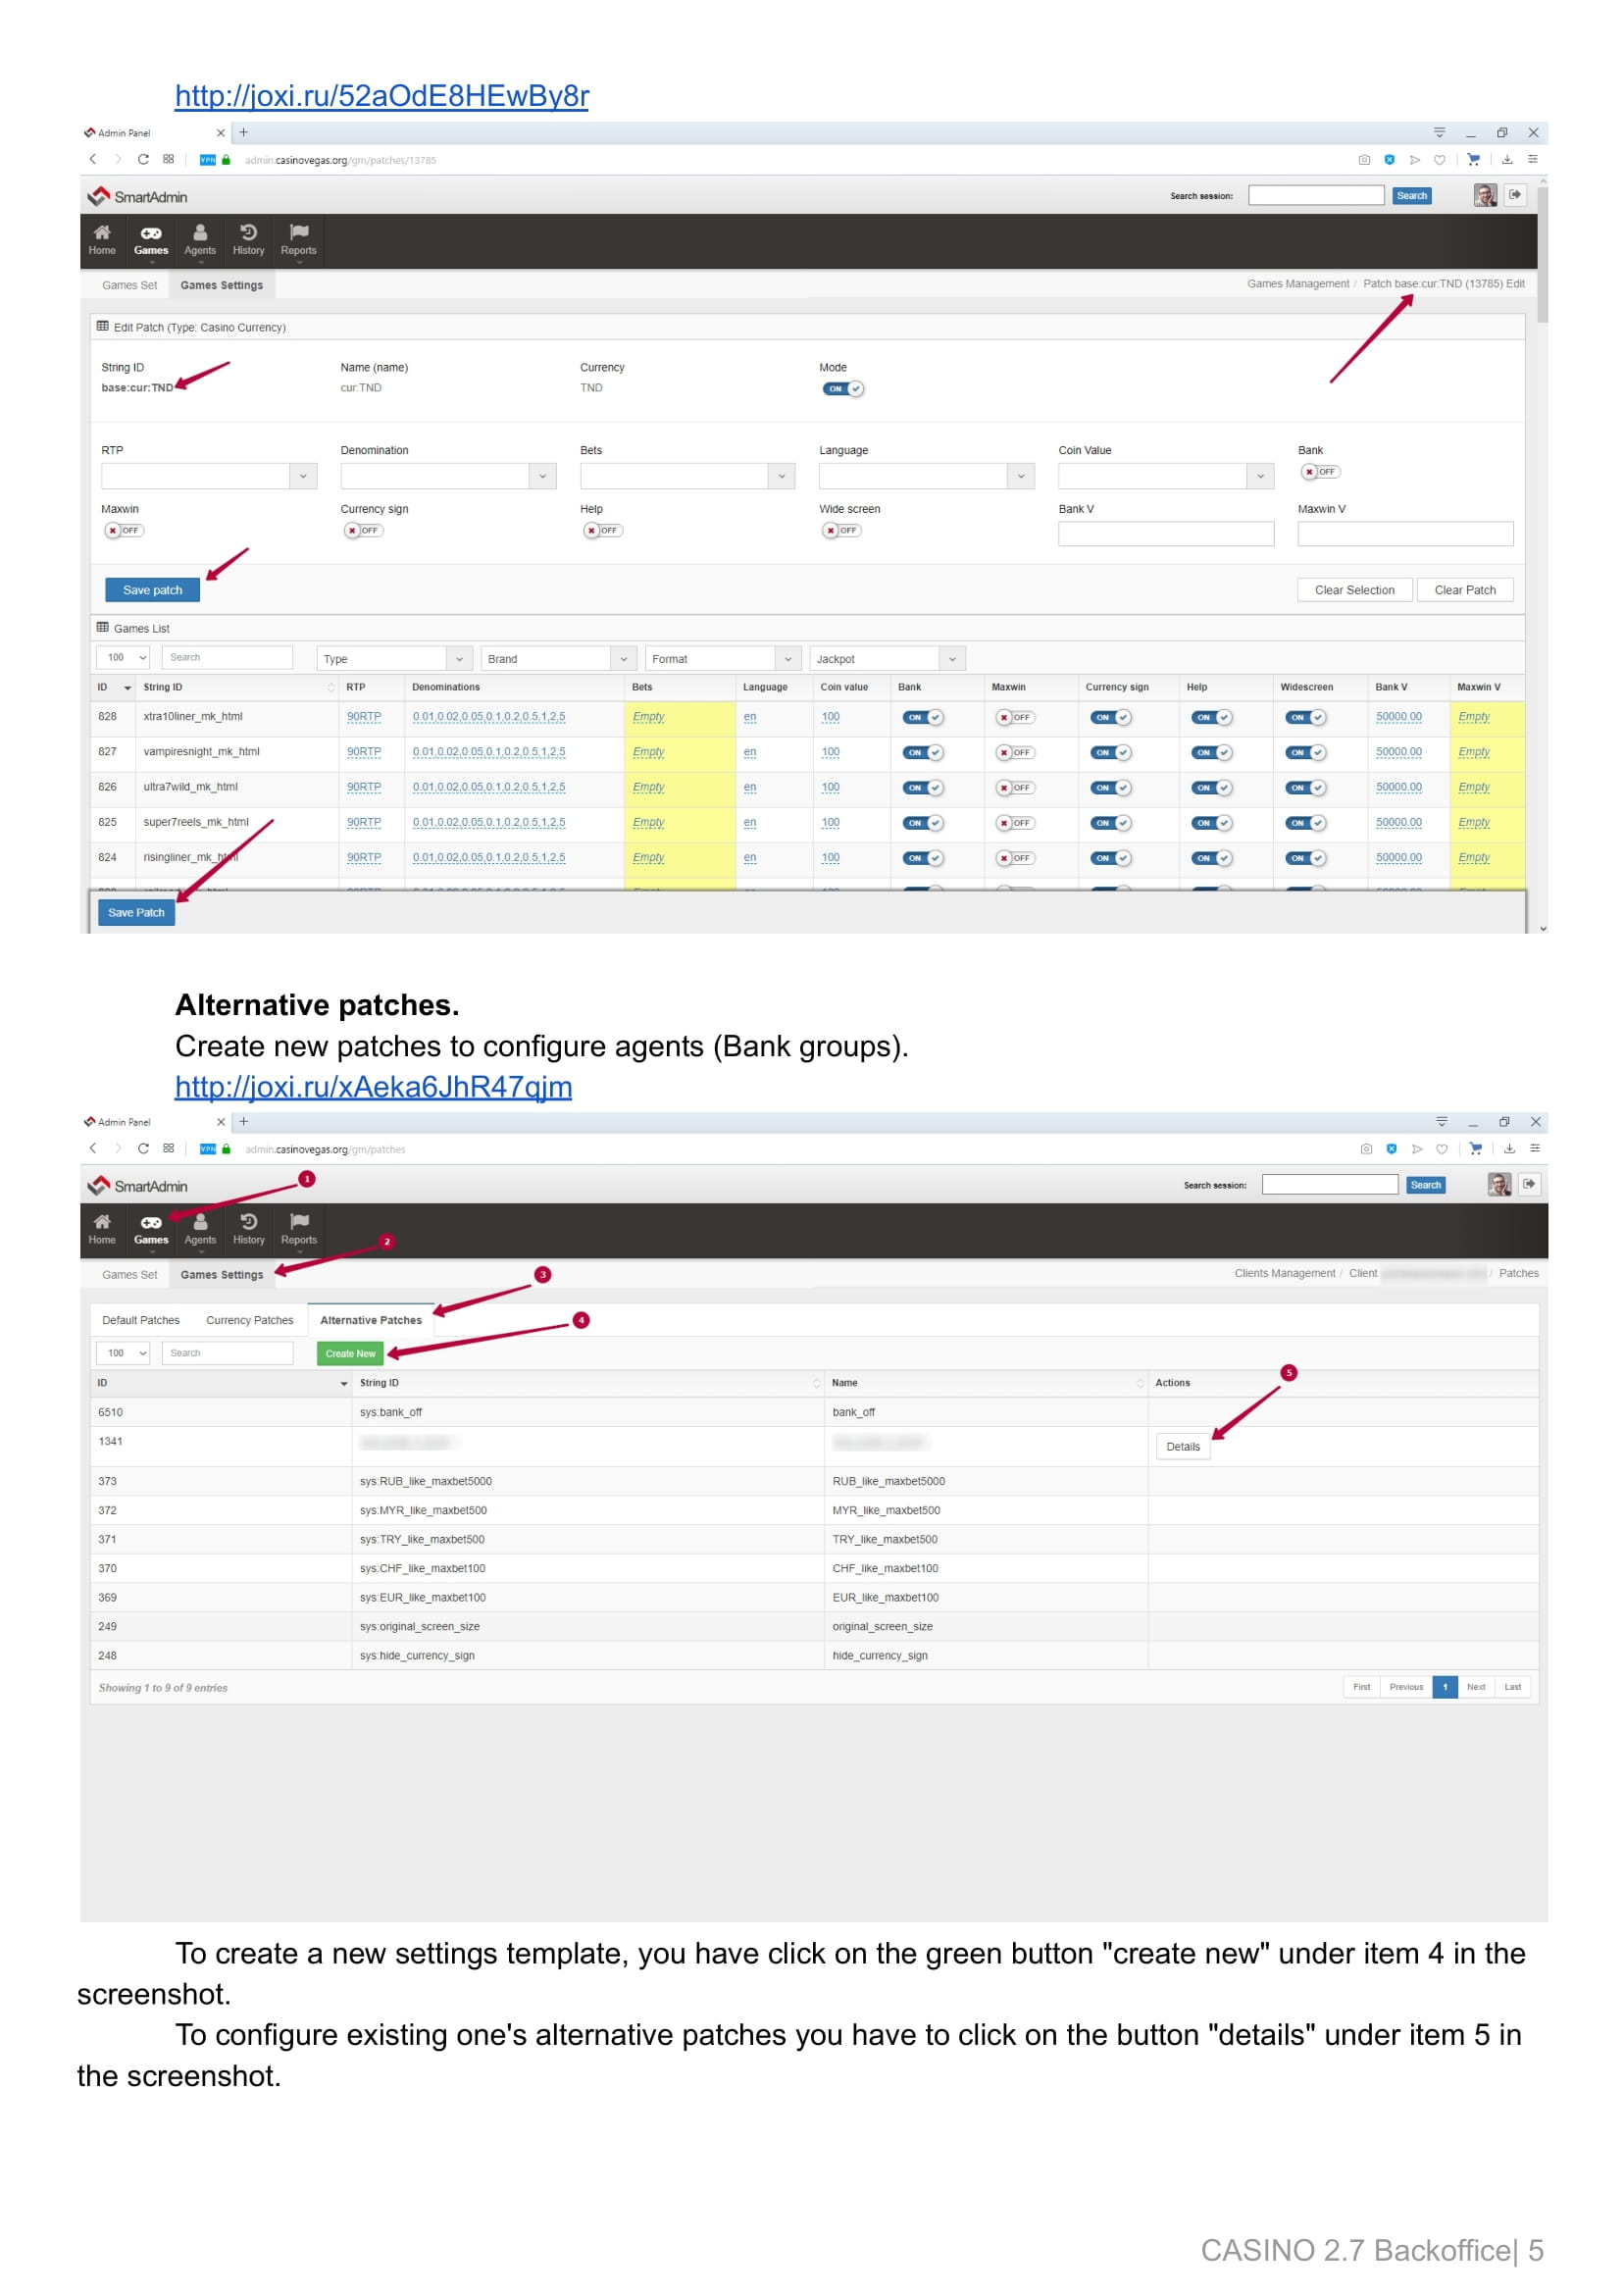 http://joxi.ru/52aOdE8HEwBy8r
Admin Panel
VPN admin.casinovegas.org/gm/patches/13785
SmartAdmin Search session: Search
Home Games Agents History Reports
Games Set Games Settings Games Management / Patch base:cur:TND (13785) Edit
Edit Patch (Type: Casino Currency)
String ID Name (name) Currency Mode
base:cur:TND cur:TND TND ON
RTP Denomination Bets Language Coin Value Bank
OFF
Maxwin Currency sign Help Wide screen Bank V Maxwin V
OFF OFF OFF OFF
Save patch Clear Selection Clear Patch
Games List
100 Search Type Brand Format Jackpot
ID String ID RTP Denominations Bets Language Coin value Bank Maxwin Currency sign Help Widescreen Bank V Maxwin V
828 xtra10liner_mk_html 90RTP 0.01,0.02,0.05,0.1,0.2,0.5,1,2,5 Empty en 100 ON OFF ON ON ON 50000.00 Empty
827 vampiresnight_mk_html 90RTP 0.01,0.02,0.05,0.1,0.2,0.5,1,2,5 Empty en 100 ON OFF ON ON ON 50000.00 Empty
826 ultra7wild_mk_html 90RTP 0.01,0.02,0.05,0.1,0.2,0.5,1,2,5 Empty en 100 ON OFF ON ON ON 50000.00 Empty
825 super7reels_mk_html 90RTP 0.01,0.02,0.05,0.1,0.2,0.5,1,2,5 Empty en 100 ON OFF ON ON ON 50000.00 Empty
824 risingliner_mk_html 90RTP 0.01,0.02,0.05,0.1,0.2,0.5,1,2,5 Empty en 100 ON OFF ON ON ON 50000.00 Empty
Save Patch
Alternative patches.
Create new patches to configure agents (Bank groups).
http://joxi.ru/xAeka6JhR47qjm
Admin Panel
VPN admin.casinovegas.org/gm/patches
SmartAdmin 1 Search session: Search
Home Games Agents History Reports 2
Games Set Games Settings 3 Clients Management / Client / Patches
Default Patches Currency Patches Alternative Patches 4
100 Search Create New
ID String ID Name Actions 5
6510 sys:bank_off bank_off
1341 Details
373 sys:RUB_like_maxbet5000 RUB_like_maxbet5000
372 sys:MYR_like_maxbet500 MYR_like_maxbet500
371 sys:TRY_like_maxbet500 TRY_like_maxbet500
370 sys:CHF_like_maxbet100 CHF_like_maxbet100
369 sys:EUR_like_maxbet100 EUR_like_maxbet100
249 sys:original_screen_size original_screen_size
248 sys:hide_currency_sign hide_currency_sign
Showing 1 to 9 of 9 entries First Previous 1 Next Last
To create a new settings template, you have click on the green button "create new" under item 4 in the
screenshot.
To configure existing one's alternative patches you have to click on the button "details" under item 5 in
the screenshot.
CASINO 2.7 Backoffice| 5